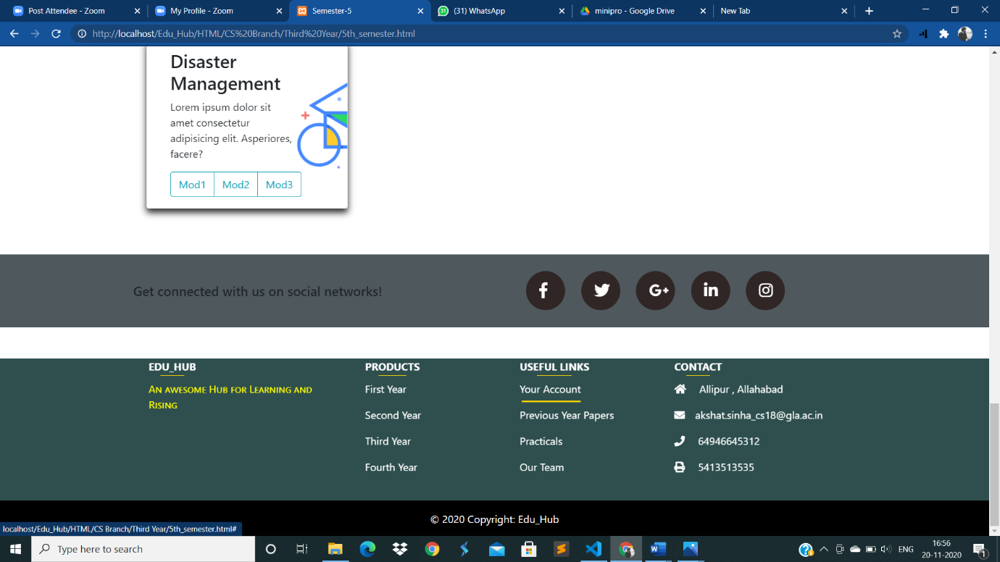 Post Attendee - Zoom
My Profile - Zoom
Semester-5
(31) WhatsApp
minipro - Google Drive
New Tab
http://localhost/Edu_Hub/HTML/CS%20Branch/Third%20Year/5th_semester.html
Disaster
Management
Lorem ipsum dolor sit
amet consectetur
adipisicing elit. Asperiores,
facere?
Mod1 Mod2 Mod3
Get connected with us on social networks!
EDU_HUB
An awesome Hub for Learning and
Rising
PRODUCTS
First Year
Second Year
Third Year
Fourth Year
USEFUL LINKS
Your Account
Previous Year Papers
Practicals
Our Team
CONTACT
Allipur , Allahabad
akshat.sinha_cs18@gla.ac.in
64946645312
5413513535
© 2020 Copyright: Edu_Hub
localhost/Edu_Hub/HTML/CS Branch/Third Year/5th_semester.html#
Type here to search
ENG
16:56
20-11-2020
1